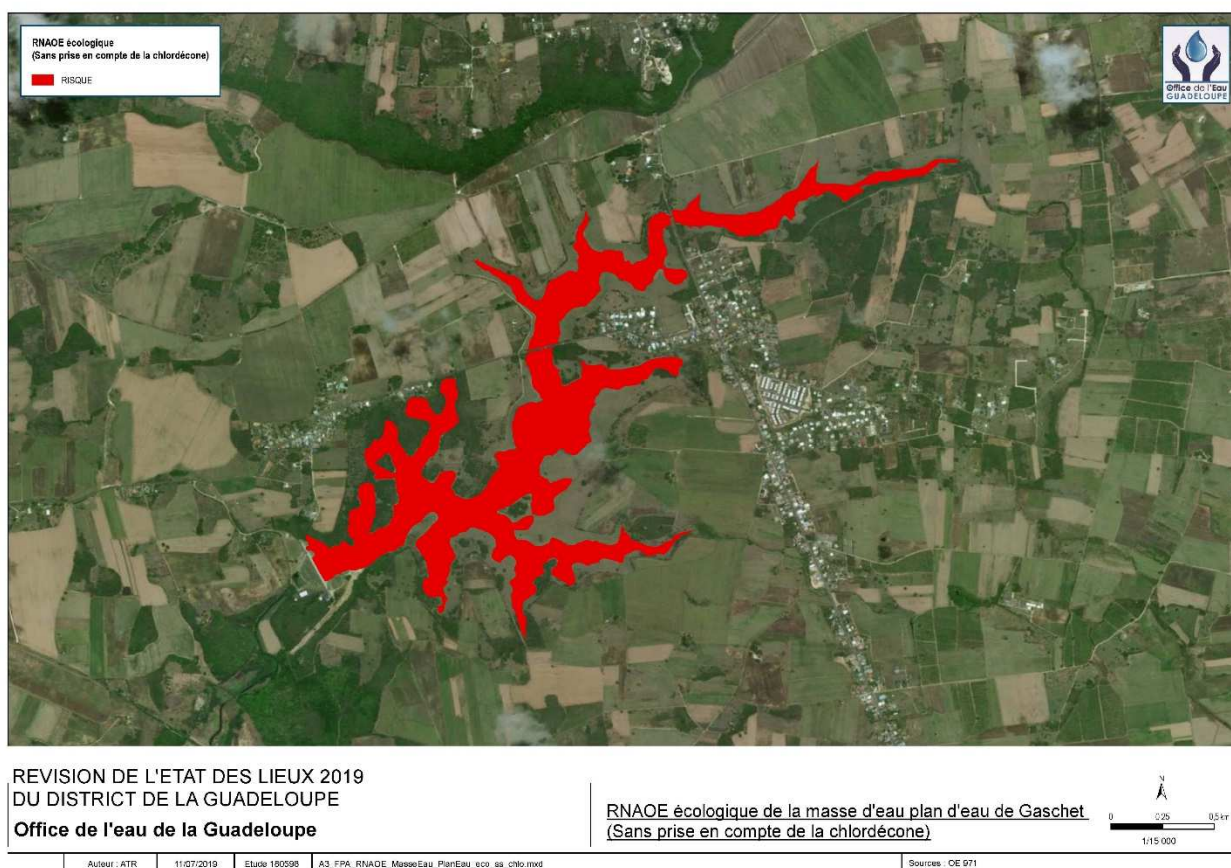 RNAOE écologique
(Sans prise en compte de la chlordécone)
RISQUE
Office de l'Eau
GUADELOUPE
REVISION DE L'ETAT DES LIEUX 2019
DU DISTRICT DE LA GUADELOUPE
Office de l'eau de la Guadeloupe
RNAOE écologique de la masse d'eau plan d'eau de Gaschet
(Sans prise en compte de la chlordécone)
N
0 0,25 0,5 km
1/15 000
Auteur : ATR 11/07/2019 Etude 180598 A3_FPA_RNAOE_MasseEau_PlanEau_eco_ss_chlo.mxd Sources : OE 971